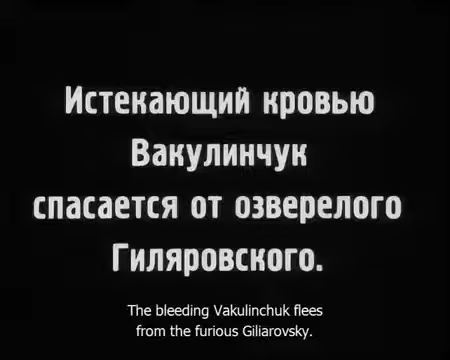 Истекающий кровью
Вакулинчук
спасается от озверелого
Гиляровского.
The bleeding Vakulinchuk flees
from the furious Giliarovsky.